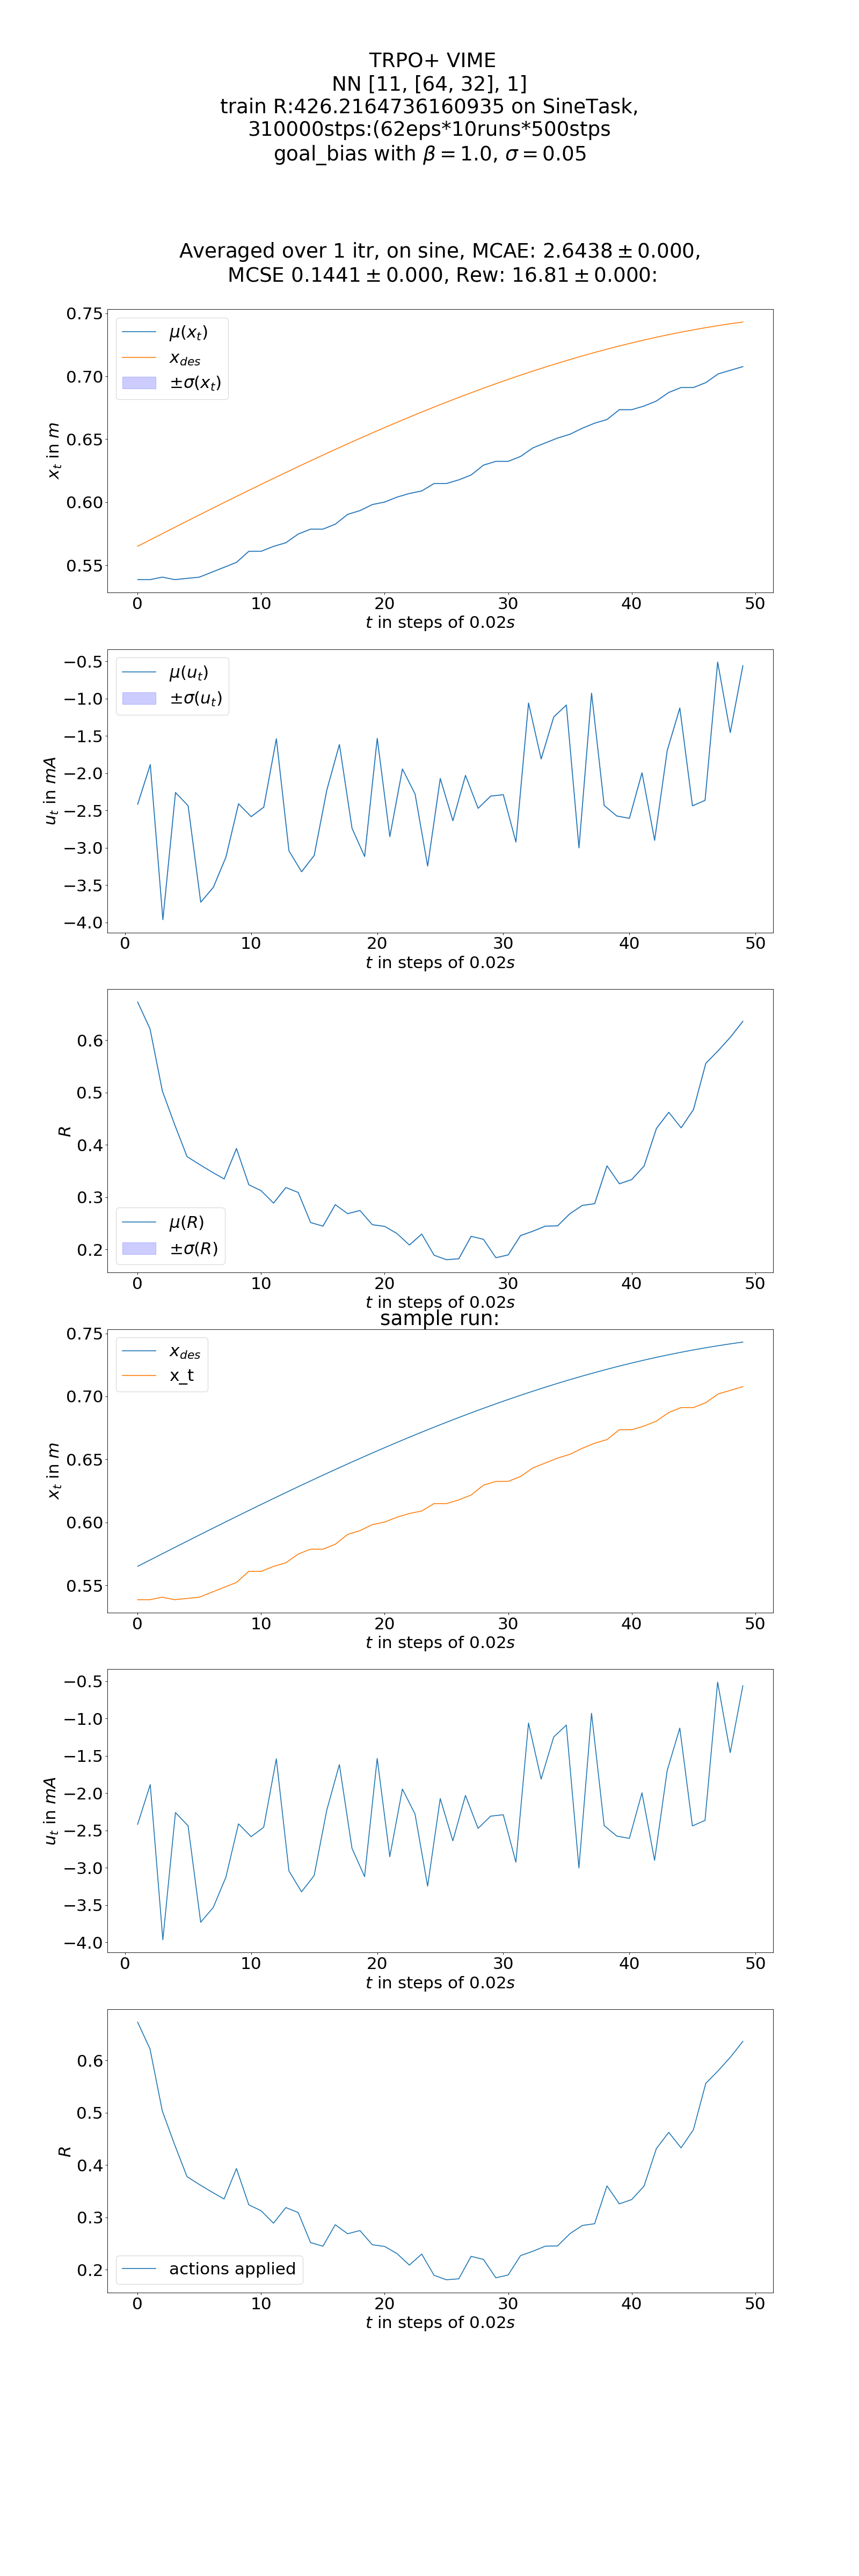 TRPO+ VIME
NN [11, [64, 32], 1]
train R:426.2164736160935 on SineTask,
310000stps:(62eps*10runs*500stps
goal_bias with β = 1.0, σ = 0.05
Averaged over 1 itr, on sine, MCAE: 2.6438 ± 0.000,
MCSE 0.1441 ± 0.000, Rew: 16.81 ± 0.000:
0.75
0.70
0.65
0.60
0.55
x_t in m
μ(x_t)
x_des
±σ(x_t)
0 10 20 30 40 50
t in steps of 0.02s
−0.5
−1.0
−1.5
−2.0
−2.5
−3.0
−3.5
−4.0
u_t in mA
μ(u_t)
±σ(u_t)
0 10 20 30 40 50
t in steps of 0.02s
0.6
0.5
0.4
0.3
0.2
R
μ(R)
±σ(R)
0 10 20 30 40 50
t in steps of 0.02s
sample run:
0.75
0.70
0.65
0.60
0.55
x_t in m
x_des
x_t
0 10 20 30 40 50
t in steps of 0.02s
−0.5
−1.0
−1.5
−2.0
−2.5
−3.0
−3.5
−4.0
u_t in mA
0 10 20 30 40 50
t in steps of 0.02s
0.6
0.5
0.4
0.3
0.2
R
actions applied
0 10 20 30 40 50
t in steps of 0.02s